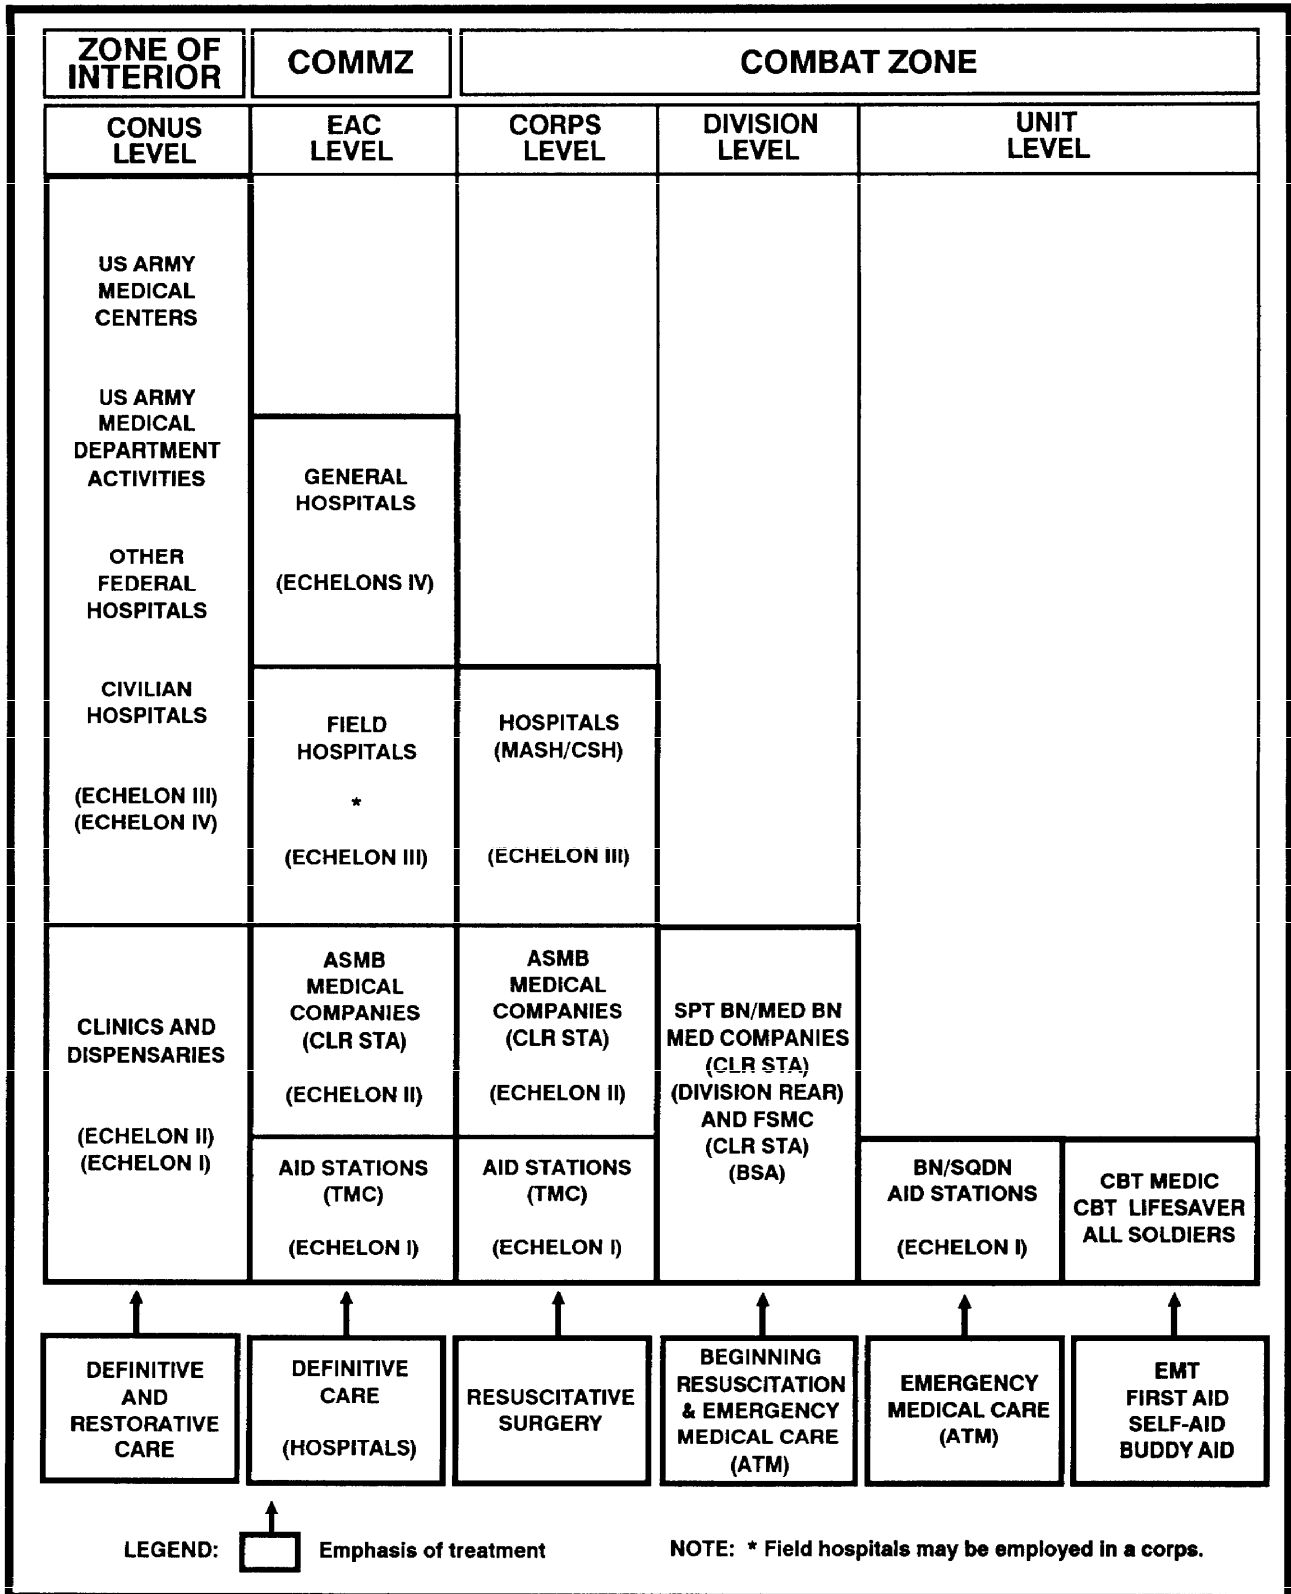 ZONE OF
INTERIOR
COMMZ
COMBAT ZONE
CONUS
LEVEL
EAC
LEVEL
CORPS
LEVEL
DIVISION
LEVEL
UNIT
LEVEL
US ARMY
MEDICAL
CENTERS
US ARMY
MEDICAL
DEPARTMENT
ACTIVITIES
OTHER
FEDERAL
HOSPITALS
CIVILIAN
HOSPITALS
(ECHELON III)
(ECHELON IV)
GENERAL
HOSPITALS
(ECHELONS IV)
FIELD
HOSPITALS
*
(ECHELON III)
HOSPITALS
(MASH/CSH)
(ECHELON III)
CLINICS AND
DISPENSARIES
(ECHELON II)
(ECHELON I)
ASMB
MEDICAL
COMPANIES
(CLR STA)
(ECHELON II)
ASMB
MEDICAL
COMPANIES
(CLR STA)
(ECHELON II)
SPT BN/MED BN
MED COMPANIES
(CLR STA)
(DIVISION REAR)
AND FSMC
(CLR STA)
(BSA)
AID STATIONS
(TMC)
(ECHELON I)
AID STATIONS
(TMC)
(ECHELON I)
BN/SQDN
AID STATIONS
(ECHELON I)
CBT MEDIC
CBT LIFESAVER
ALL SOLDIERS
DEFINITIVE
AND
RESTORATIVE
CARE
DEFINITIVE
CARE
(HOSPITALS)
RESUSCITATIVE
SURGERY
BEGINNING
RESUSCITATION
& EMERGENCY
MEDICAL CARE
(ATM)
EMERGENCY
MEDICAL CARE
(ATM)
EMT
FIRST AID
SELF-AID
BUDDY AID
LEGEND: Emphasis of treatment
NOTE: * Field hospitals may be employed in a corps.